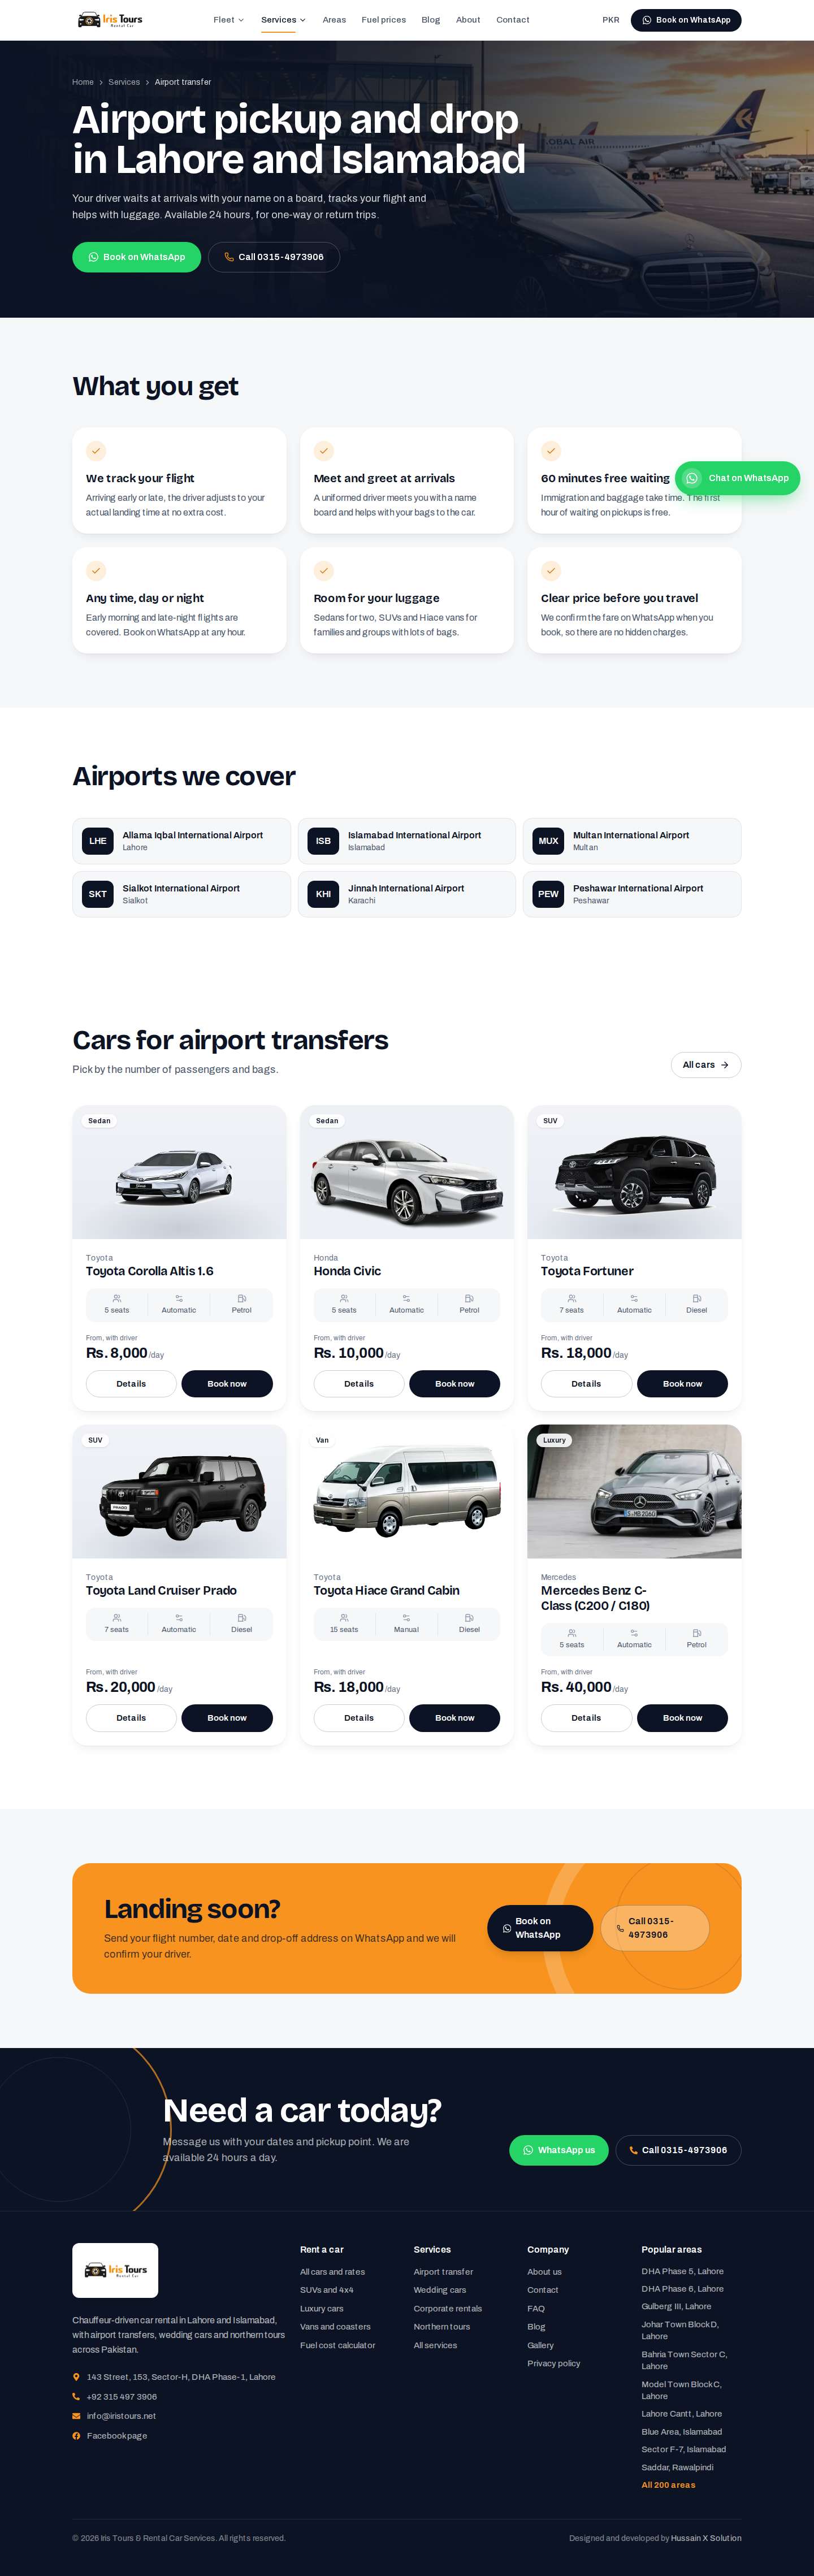 Iris Tours
Rental Car
Fleet
Services
Areas
Fuel prices
Blog
About
Contact
PKR
Book on WhatsApp
Home > Services > Airport transfer
Airport pickup and drop
in Lahore and Islamabad
Your driver waits at arrivals with your name on a board, tracks your flight and
helps with luggage. Available 24 hours, for one-way or return trips.
Book on WhatsApp
Call 0315-4973906
What you get
We track your flight
Arriving early or late, the driver adjusts to your
actual landing time at no extra cost.
Meet and greet at arrivals
A uniformed driver meets you with a name
board and helps with your bags to the car.
60 minutes free waiting
Immigration and baggage take time. The first
hour of waiting on pickups is free.
Chat on WhatsApp
Any time, day or night
Early morning and late-night flights are
covered. Book on WhatsApp at any hour.
Room for your luggage
Sedans for two, SUVs and Hiace vans for
families and groups with lots of bags.
Clear price before you travel
We confirm the fare on WhatsApp when you
book, so there are no hidden charges.
Airports we cover
LHE
Allama Iqbal International Airport
Lahore
ISB
Islamabad International Airport
Islamabad
MUX
Multan International Airport
Multan
SKT
Sialkot International Airport
Sialkot
KHI
Jinnah International Airport
Karachi
PEW
Peshawar International Airport
Peshawar
Cars for airport transfers
Pick by the number of passengers and bags.
All cars
Sedan
Toyota
Toyota Corolla Altis 1.6
5 seats
Automatic
Petrol
From, with driver
Rs. 8,000 /day
Details
Book now
Sedan
Honda
Honda Civic
5 seats
Automatic
Petrol
From, with driver
Rs. 10,000 /day
Details
Book now
SUV
Toyota
Toyota Fortuner
7 seats
Automatic
Diesel
From, with driver
Rs. 18,000 /day
Details
Book now
SUV
PRADO
Toyota
Toyota Land Cruiser Prado
7 seats
Automatic
Diesel
From, with driver
Rs. 20,000 /day
Details
Book now
Van
Toyota
Toyota Hiace Grand Cabin
15 seats
Manual
Diesel
From, with driver
Rs. 18,000 /day
Details
Book now
Luxury
Mercedes
Mercedes Benz C-
Class (C200 / C180)
5 seats
Automatic
Petrol
From, with driver
Rs. 40,000 /day
Details
Book now
Landing soon?
Send your flight number, date and drop-off address on WhatsApp and we will
confirm your driver.
Book on
WhatsApp
Call 0315-
4973906
Need a car today?
Message us with your dates and pickup point. We are
available 24 hours a day.
WhatsApp us
Call 0315-4973906
Iris Tours
Rental Car
Chauffeur-driven car rental in Lahore and Islamabad,
with airport transfers, wedding cars and northern tours
across Pakistan.
143 Street, 153, Sector-H, DHA Phase-1, Lahore
+92 315 497 3906
info@iristours.net
Facebook page
Rent a car
All cars and rates
SUVs and 4x4
Luxury cars
Vans and coasters
Fuel cost calculator
Services
Airport transfer
Wedding cars
Corporate rentals
Northern tours
All services
Company
About us
Contact
FAQ
Blog
Gallery
Privacy policy
Popular areas
DHA Phase 5, Lahore
DHA Phase 6, Lahore
Gulberg III, Lahore
Johar Town Block D,
Lahore
Bahria Town Sector C,
Lahore
Model Town Block C,
Lahore
Lahore Cantt, Lahore
Blue Area, Islamabad
Sector F-7, Islamabad
Saddar, Rawalpindi
All 200 areas
© 2026 Iris Tours & Rental Car Services. All rights reserved.
Designed and developed by Hussain X Solution